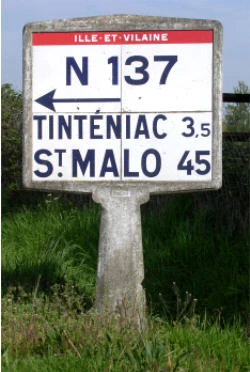 ILLE-ET-VILAINE
N 137
TINTÉNIAC 3,5
ST MALO 45